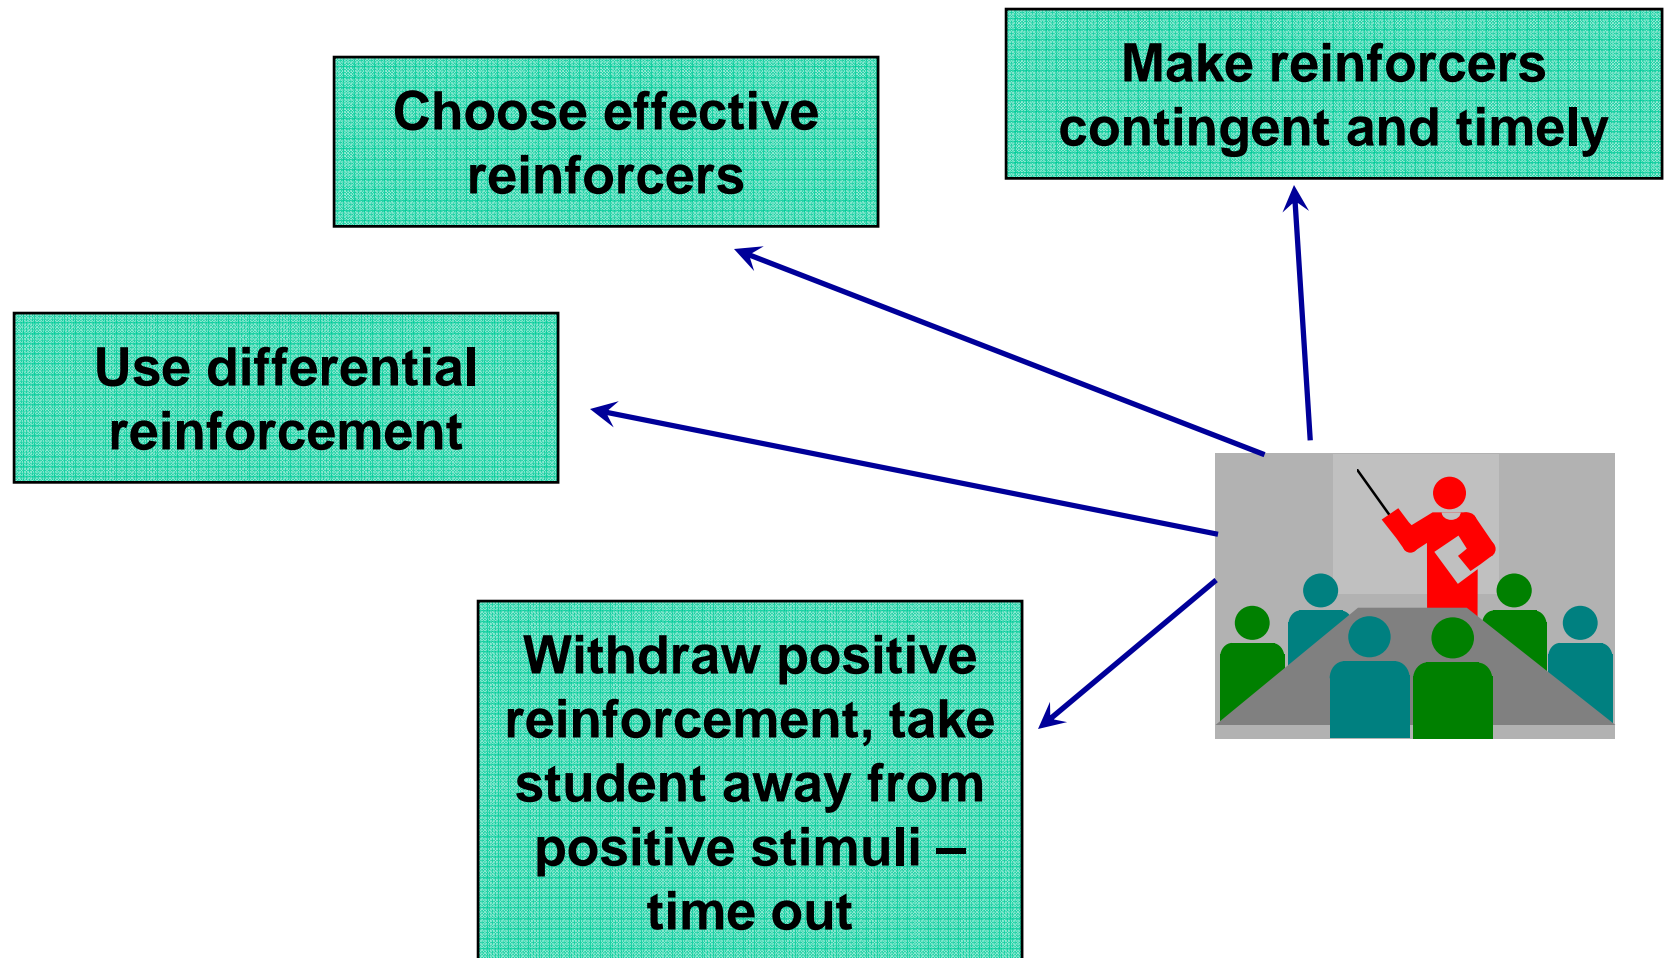 Choose effective
reinforcers
Make reinforcers
contingent and timely
Use differential
reinforcement
Withdraw positive
reinforcement, take
student away from
positive stimuli –
time out